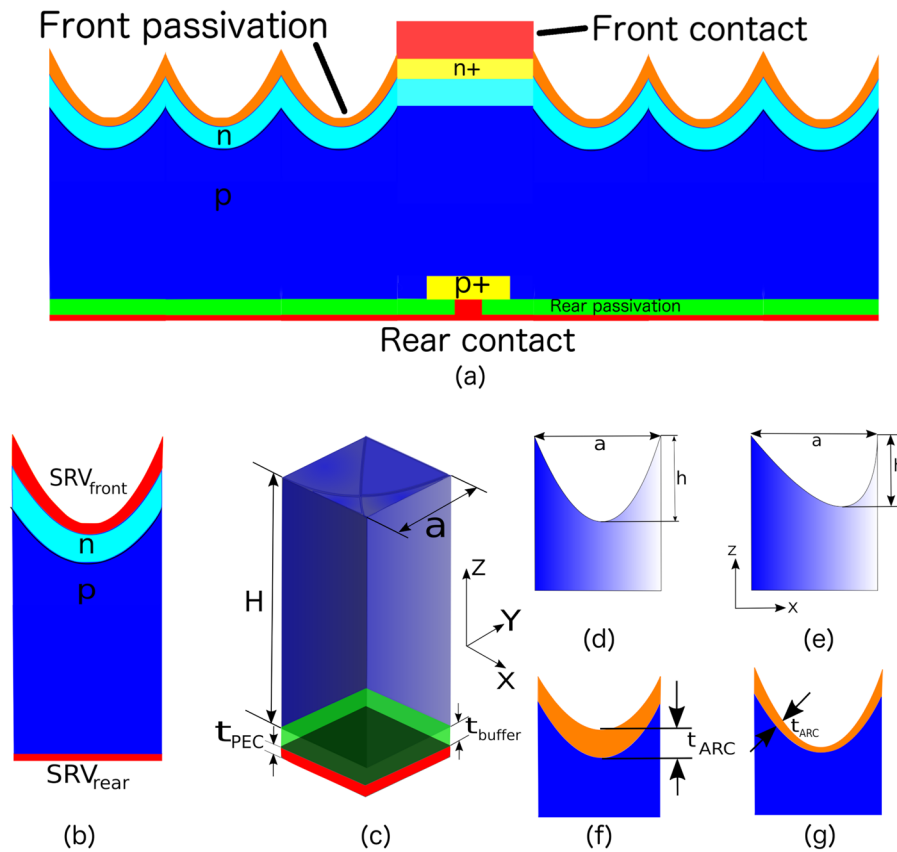 Front passivation
Front contact
n+
n
p
p+
Rear passivation
Rear contact
(a)
SRVfront
n
p
SRVrear
(b)
a
H
Z
Y
X
tPEC
tbuffer
(c)
a
h
(d)
a
h
z
x
(e)
tARC
(f)
tARC
(g)